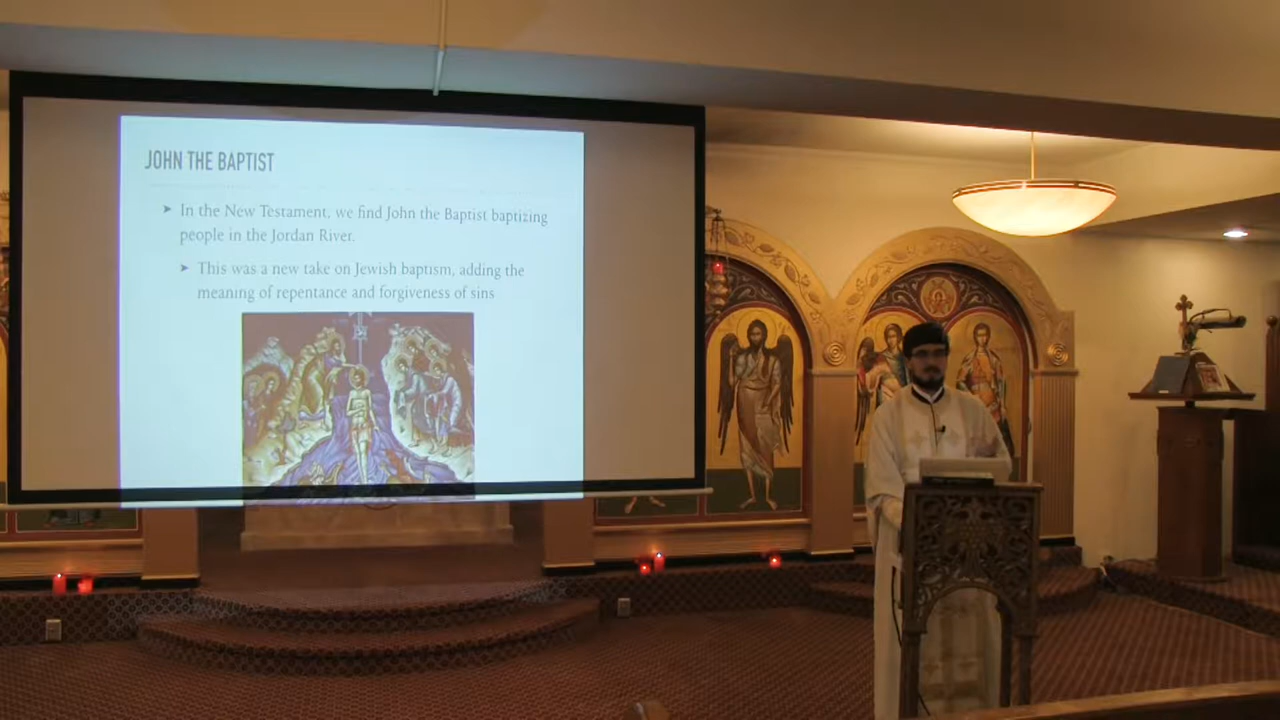 JOHN THE BAPTIST
➤ In the New Testament, we find John the Baptist baptizing
people in the Jordan River.
➤ This was a new take on Jewish baptism, adding the
meaning of repentance and forgiveness of sins